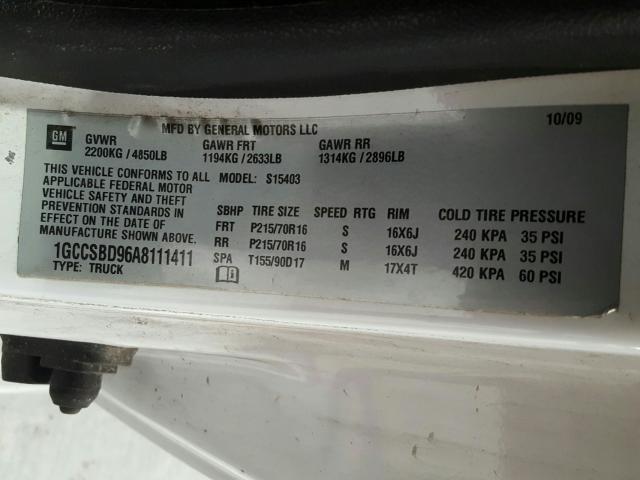 MFD BY GENERAL MOTORS LLC 10/09
GM GVWR GAWR FRT GAWR RR
2200KG / 4850LB 1194KG / 2633LB 1314KG / 2896LB
THIS VEHICLE CONFORMS TO ALL MODEL: S15403
APPLICABLE FEDERAL MOTOR
VEHICLE SAFETY AND THEFT
PREVENTION STANDARDS IN
EFFECT ON THE DATE OF
MANUFACTURE SHOWN ABOVE.
1GCCSBD96A8111411
TYPE: TRUCK
SBHP TIRE SIZE SPEED RTG RIM COLD TIRE PRESSURE
FRT P215/70R16 S 16X6J 240 KPA 35 PSI
RR P215/70R16 S 16X6J 240 KPA 35 PSI
SPA T155/90D17 M 17X4T 420 KPA 60 PSI